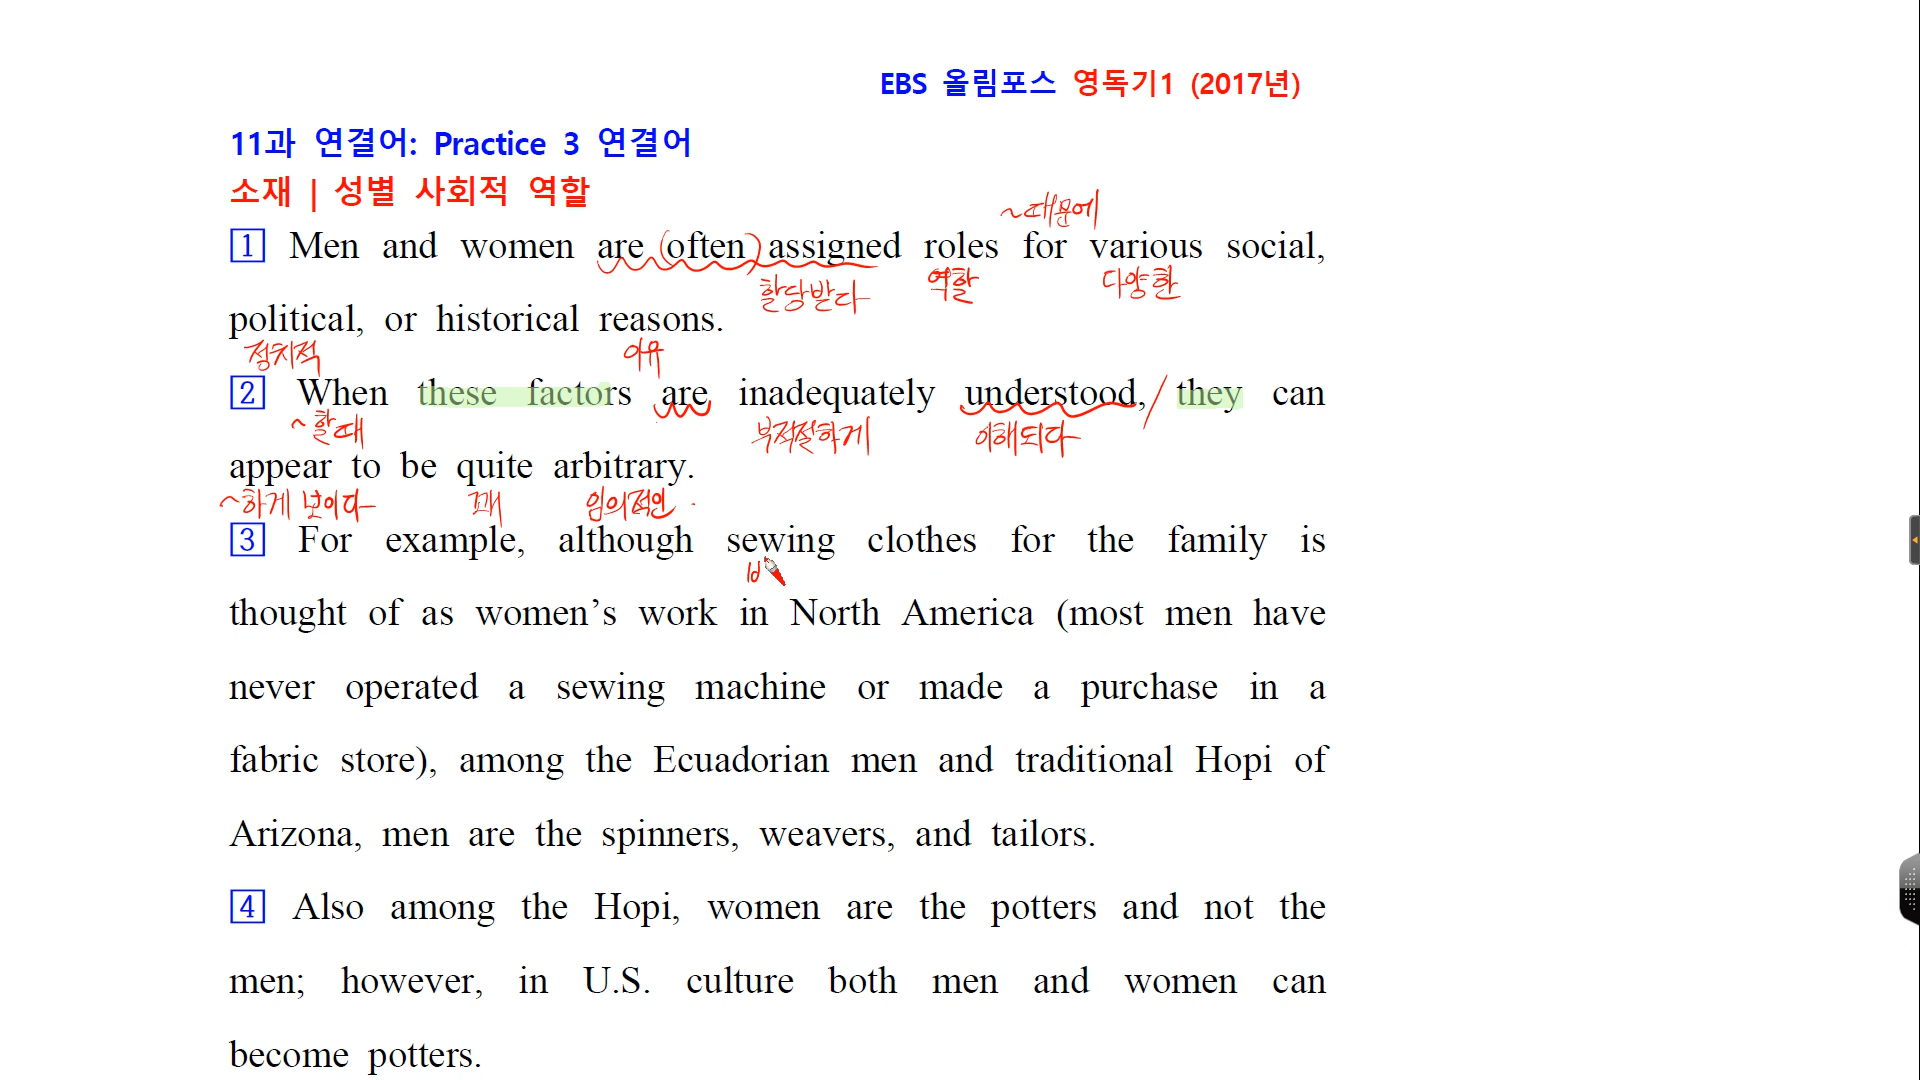 EBS 올림포스 영독기1 (2017년)
11과 연결어: Practice 3 연결어
소재 | 성별 사회적 역할
~때문에
1 Men and women are (often) assigned roles for various social,
할당받다 역할 다양한
political, or historical reasons.
정치적 이유
2 When these factors are inadequately understood, / they can
~할때 부적절하게 이해되다
appear to be quite arbitrary.
~하게 보이다 꽤 임의적인
3 For example, although sewing clothes for the family is
thought of as women's work in North America (most men have
never operated a sewing machine or made a purchase in a
fabric store), among the Ecuadorian men and traditional Hopi of
Arizona, men are the spinners, weavers, and tailors.
4 Also among the Hopi, women are the potters and not the
men; however, in U.S. culture both men and women can
become potters.